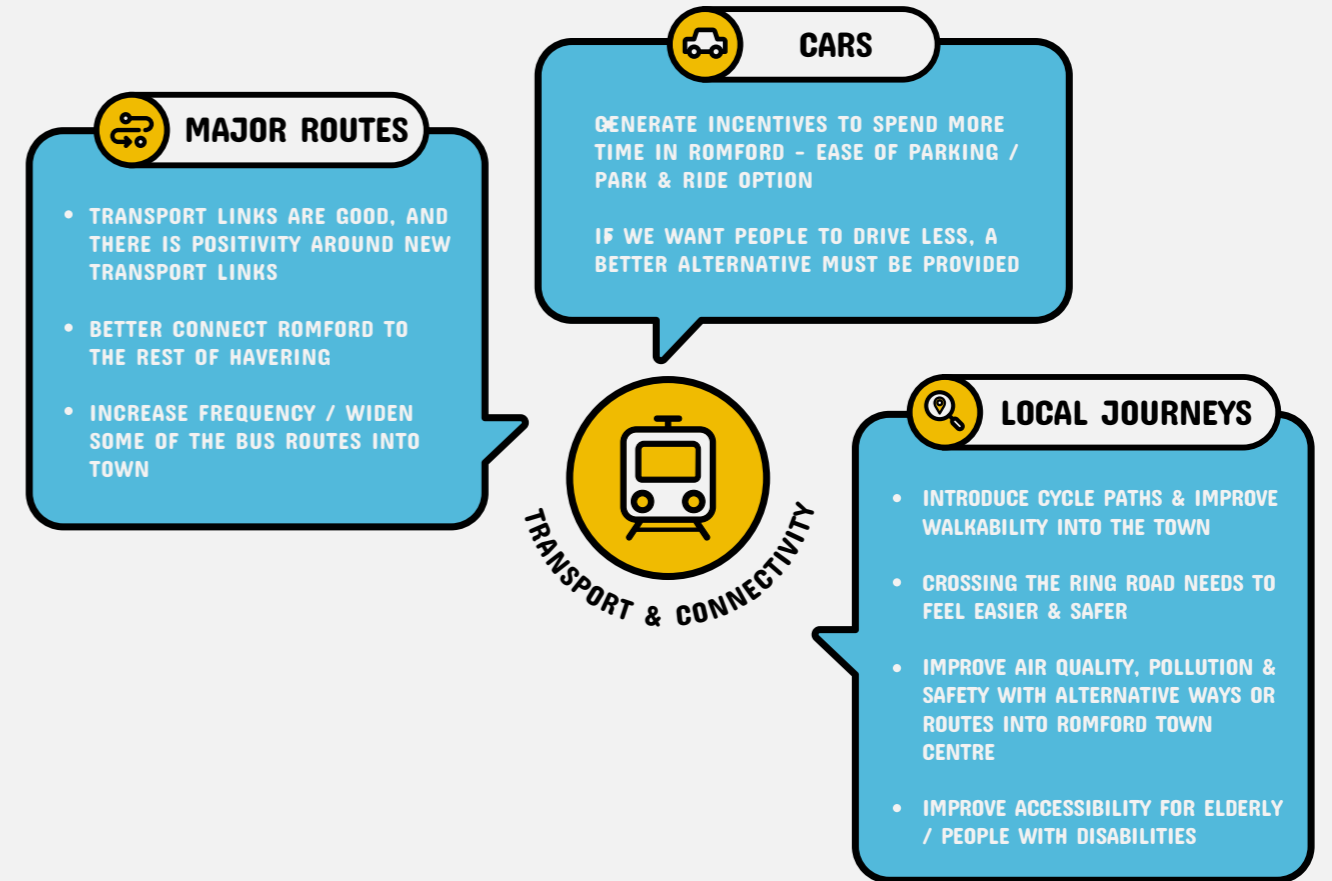 MAJOR ROUTES
• TRANSPORT LINKS ARE GOOD, AND
THERE IS POSITIVITY AROUND NEW
TRANSPORT LINKS
• BETTER CONNECT ROMFORD TO
THE REST OF HAVERING
• INCREASE FREQUENCY / WIDEN
SOME OF THE BUS ROUTES INTO
TOWN
CARS
• GENERATE INCENTIVES TO SPEND MORE
TIME IN ROMFORD - EASE OF PARKING /
PARK & RIDE OPTION
• IF WE WANT PEOPLE TO DRIVE LESS, A
BETTER ALTERNATIVE MUST BE PROVIDED
TRANSPORT & CONNECTIVITY
LOCAL JOURNEYS
• INTRODUCE CYCLE PATHS & IMPROVE
WALKABILITY INTO THE TOWN
• CROSSING THE RING ROAD NEEDS TO
FEEL EASIER & SAFER
• IMPROVE AIR QUALITY, POLLUTION &
SAFETY WITH ALTERNATIVE WAYS OR
ROUTES INTO ROMFORD TOWN
CENTRE
• IMPROVE ACCESSIBILITY FOR ELDERLY
/ PEOPLE WITH DISABILITIES